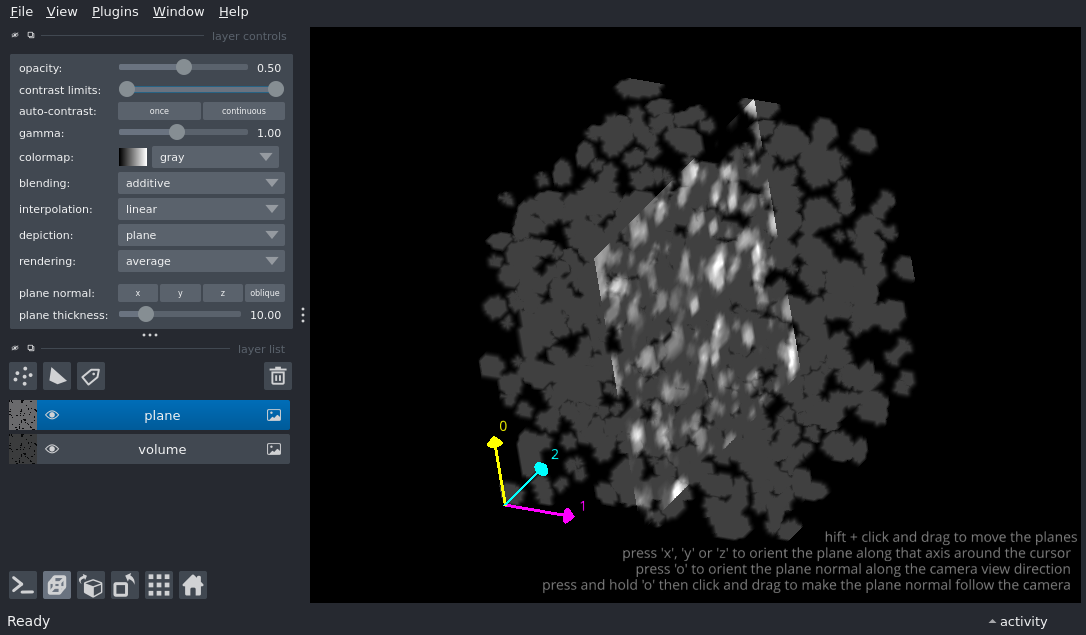 File View Plugins Window Help
layer controls
opacity: 0.50
contrast limits:
auto-contrast: once continuous
gamma: 1.00
colormap: gray
blending: additive
interpolation: linear
depiction: plane
rendering: average
plane normal: x y z oblique
plane thickness: 10.00
layer list
plane
volume
0
2
1
hift + click and drag to move the planes
press 'x', 'y' or 'z' to orient the plane along that axis around the cursor
press 'o' to orient the plane normal along the camera view direction
press and hold 'o' then click and drag to make the plane normal follow the camera
Ready
activity